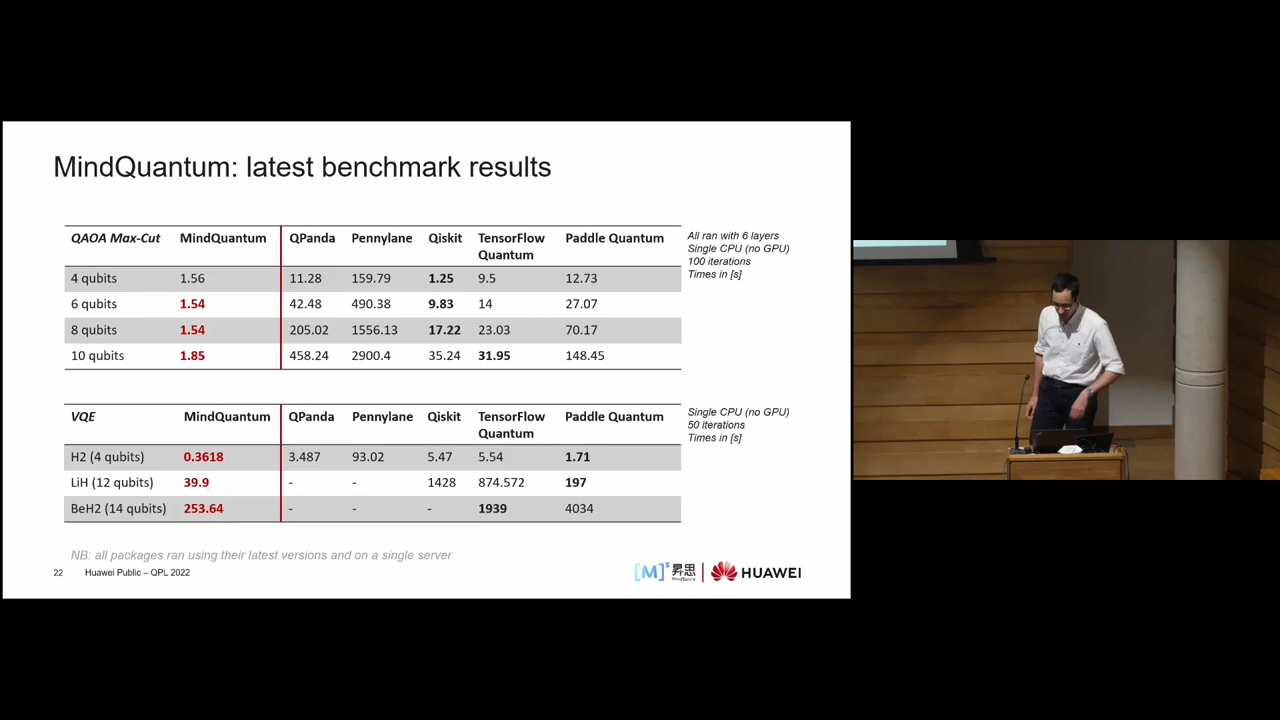 MindQuantum: latest benchmark results
QAOA Max-Cut MindQuantum QPanda Pennylane Qiskit TensorFlow Quantum Paddle Quantum
4 qubits 1.56 11.28 159.79 1.25 9.5 12.73
6 qubits 1.54 42.48 490.38 9.83 14 27.07
8 qubits 1.54 205.02 1556.13 17.22 23.03 70.17
10 qubits 1.85 458.24 2900.4 35.24 31.95 148.45
All ran with 6 layers
Single CPU (no GPU)
100 iterations
Times in [s]
VQE MindQuantum QPanda Pennylane Qiskit TensorFlow Quantum Paddle Quantum
H2 (4 qubits) 0.3618 3.487 93.02 5.47 5.54 1.71
LiH (12 qubits) 39.9 - - 1428 874.572 197
BeH2 (14 qubits) 253.64 - - - 1939 4034
Single CPU (no GPU)
50 iterations
Times in [s]
NB: all packages ran using their latest versions and on a single server
22 Huawei Public – QPL 2022
[M]s 昇思 MindSpore HUAWEI